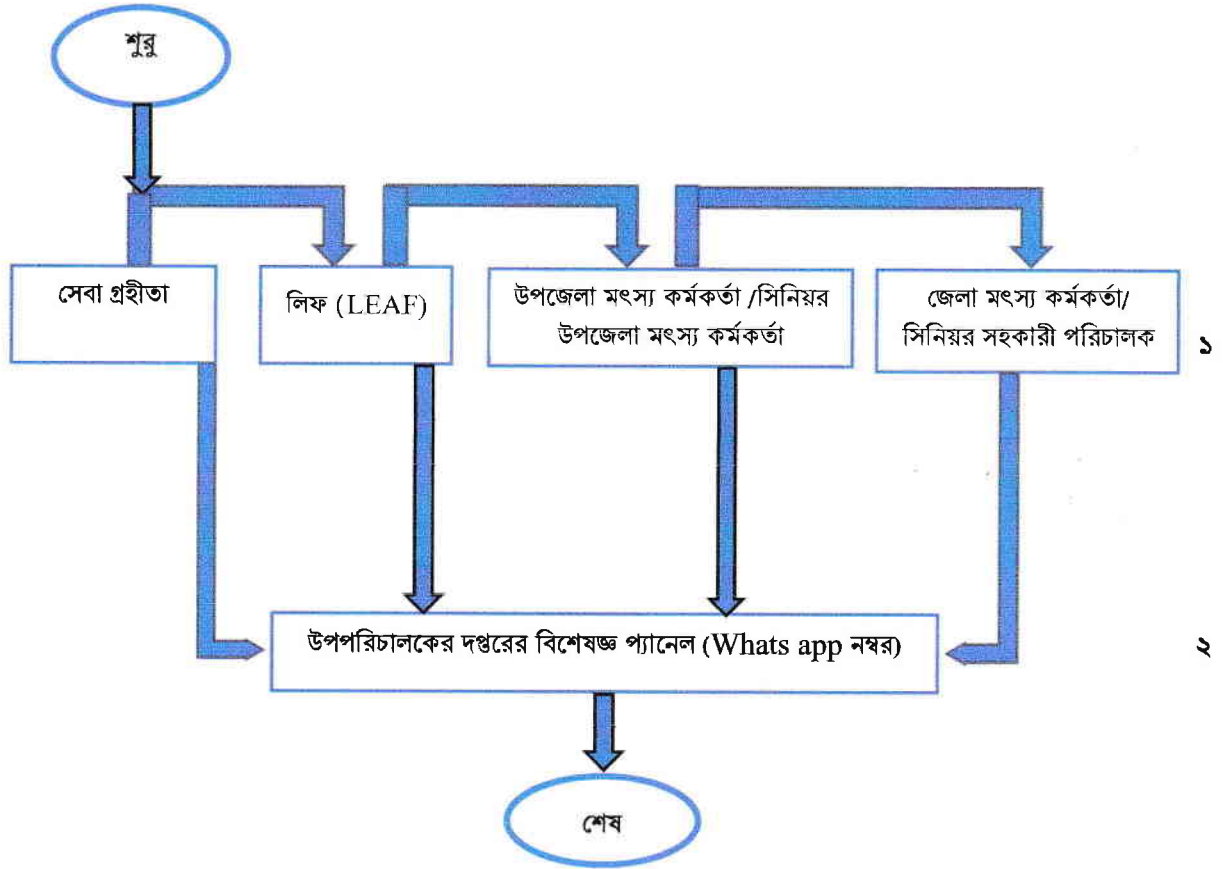 শুরু
সেবা গ্রহীতা
লিফ (LEAF)
উপজেলা মৎস্য কর্মকর্তা /সিনিয়র
উপজেলা মৎস্য কর্মকর্তা
জেলা মৎস্য কর্মকর্তা/
সিনিয়র সহকারী পরিচালক
১
উপপরিচালকের দপ্তরের বিশেষজ্ঞ প্যানেল (Whats app নম্বর)
২
শেষ